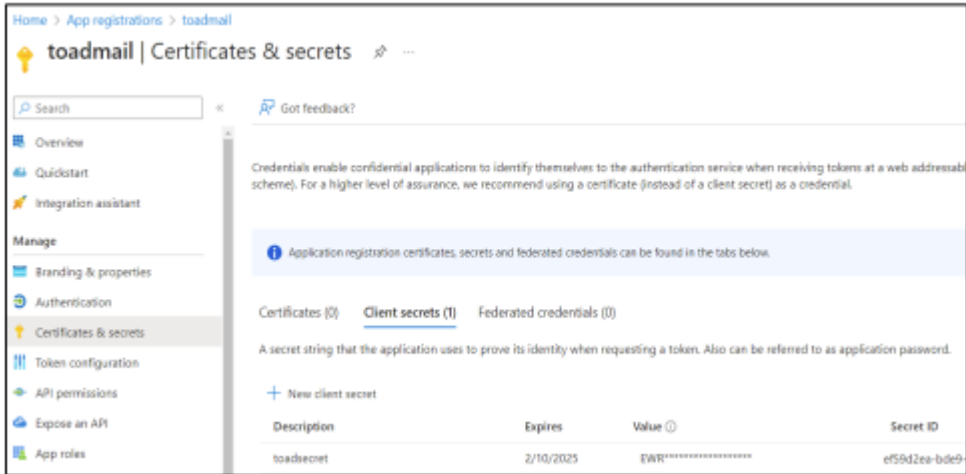 Home > App registrations > toadmail
toadmail | Certificates & secrets
Search
Got feedback?
Overview
Quickstart
Integration assistant
Credentials enable confidential applications to identify themselves to the authentication service when receiving tokens at a web addressabl
scheme). For a higher level of assurance, we recommend using a certificate (instead of a client secret) as a credential.
Manage
Application registration certificates, secrets and federated credentials can be found in the tabs below.
Branding & properties
Authentication
Certificates & secrets
Token configuration
API permissions
Expose an API
App roles
Certificates (0) Client secrets (1) Federated credentials (0)
A secret string that the application uses to prove its identity when requesting a token. Also can be referred to as application password.
New client secret
Description Expires Value Secret ID
toadsecret 2/10/2025 EWR****************** ef59d2ea-bde9-